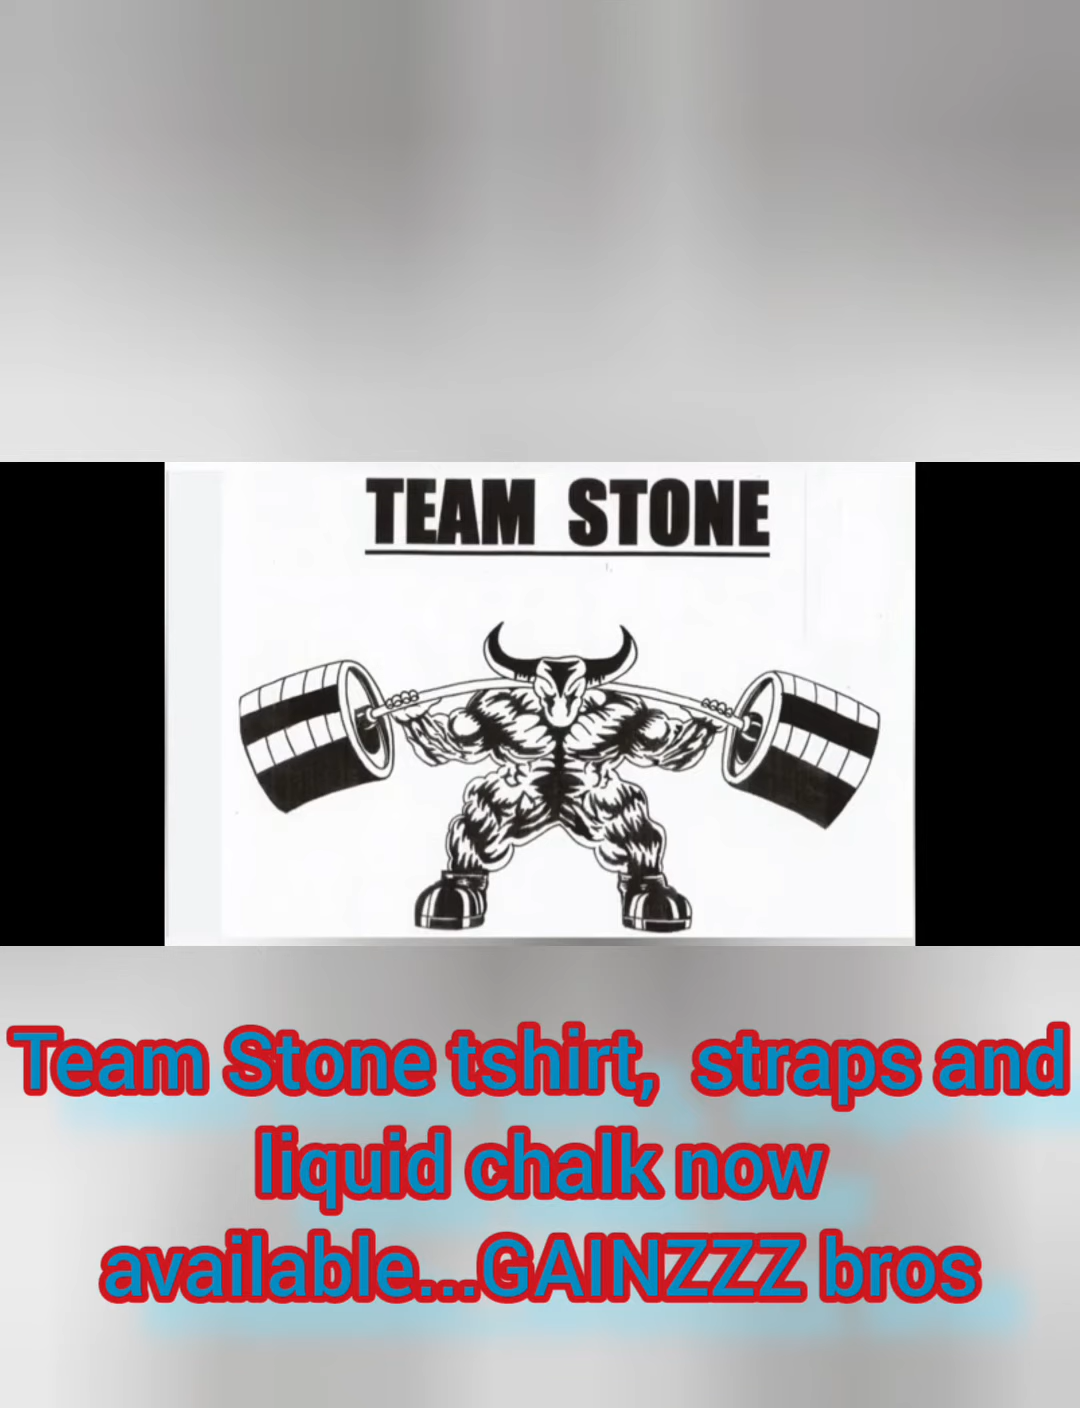 TEAM STONE
Team Stone tshirt,  straps and
liquid chalk now
available...GAINZZZ bros